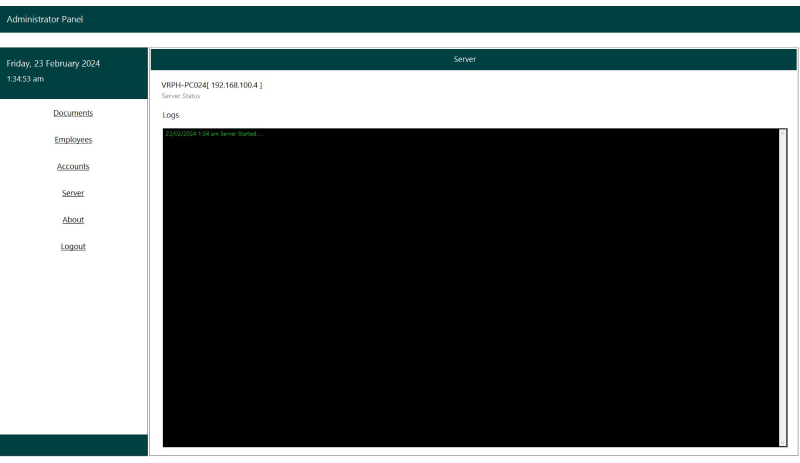 Administrator Panel
Friday, 23 February 2024
1:34:53 am
Documents
Employees
Accounts
Server
About
Logout
Server
VRPH-PC024[ 192.168.100.4 ]
Server Status
Logs
23/02/2024 1:34 am Server Started....